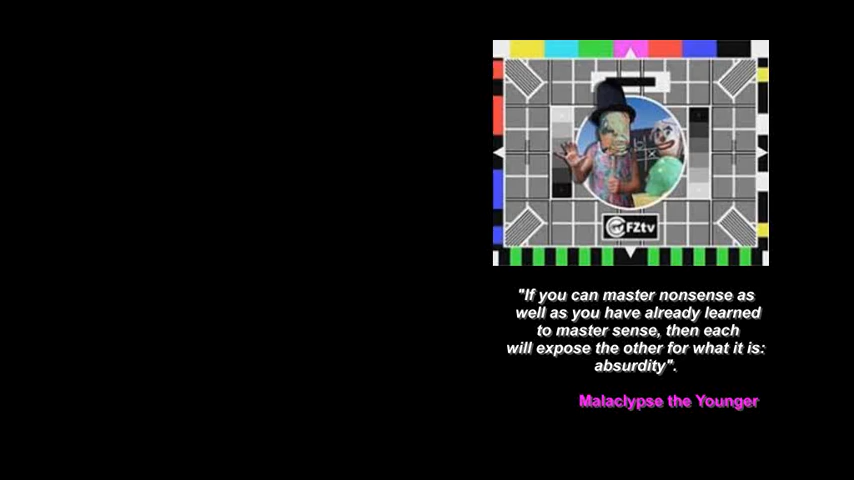 CFZtv
"If you can master nonsense as
well as you have already learned
to master sense, then each
will expose the other for what it is:
absurdity".
Malaclypse the Younger